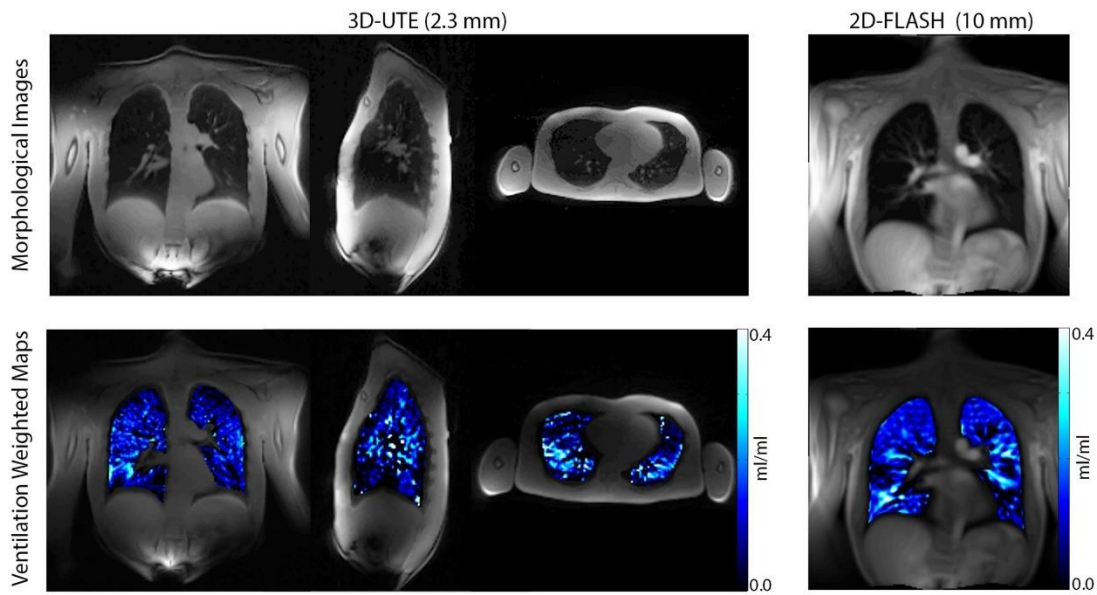 3D-UTE (2.3 mm)
2D-FLASH (10 mm)
Morphological Images
Ventilation Weighted Maps
0.4
ml/ml
0.0
0.4
ml/ml
0.0